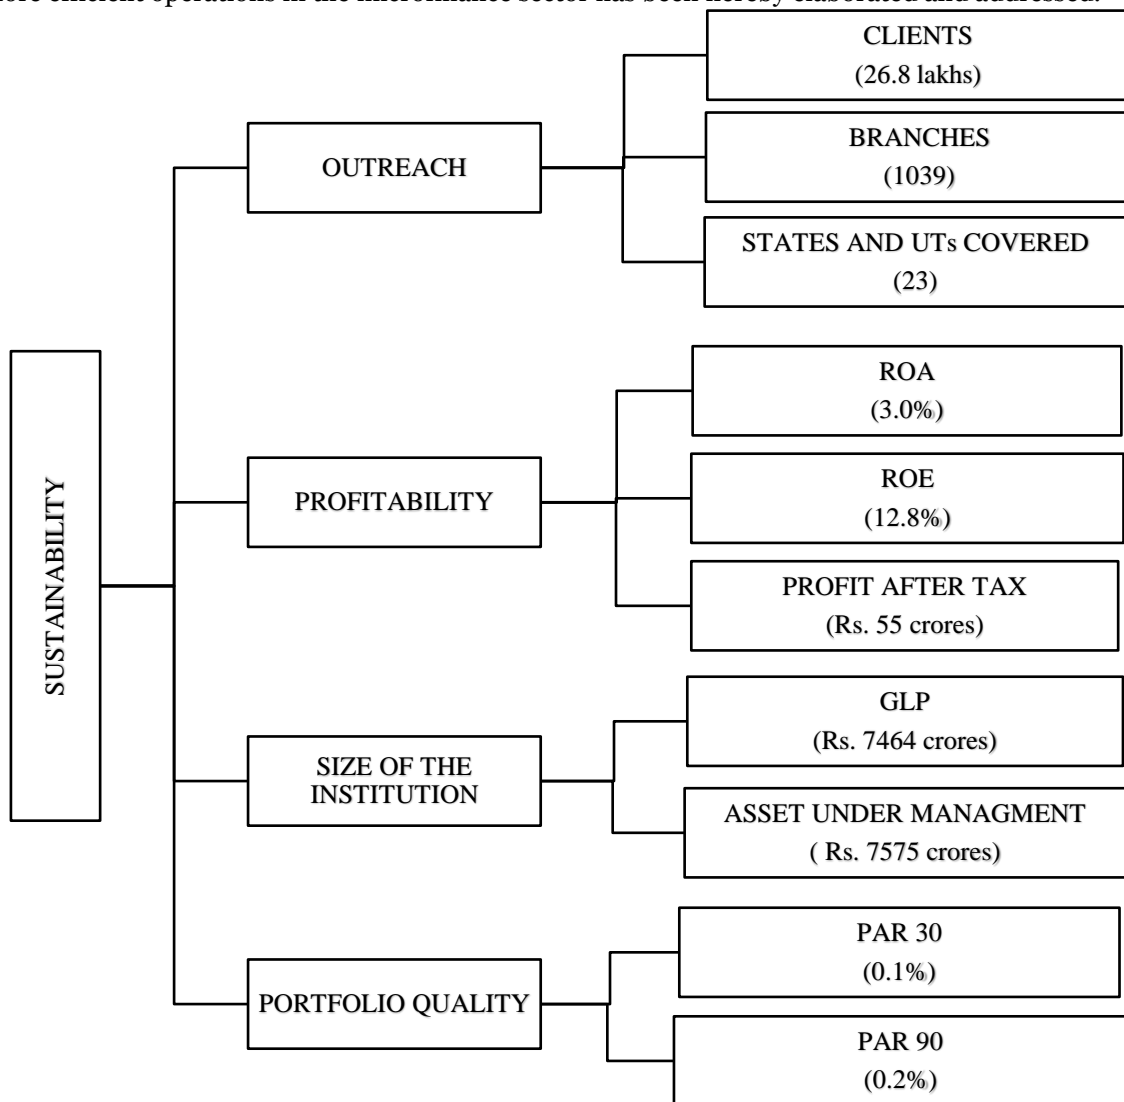 more efficient operations in the microfinance sector has been hereby elaborated and addressed.
CLIENTS
(26.8 lakhs)
OUTREACH
BRANCHES
(1039)
STATES AND UTs COVERED
(23)
SUSTAINABILITY
ROA
(3.0%)
PROFITABILITY
ROE
(12.8%)
PROFIT AFTER TAX
(Rs. 55 crores)
GLP
(Rs. 7464 crores)
SIZE OF THE
INSTITUTION
ASSET UNDER MANAGMENT
( Rs. 7575 crores)
PAR 30
(0.1%)
PORTFOLIO QUALITY
PAR 90
(0.2%)